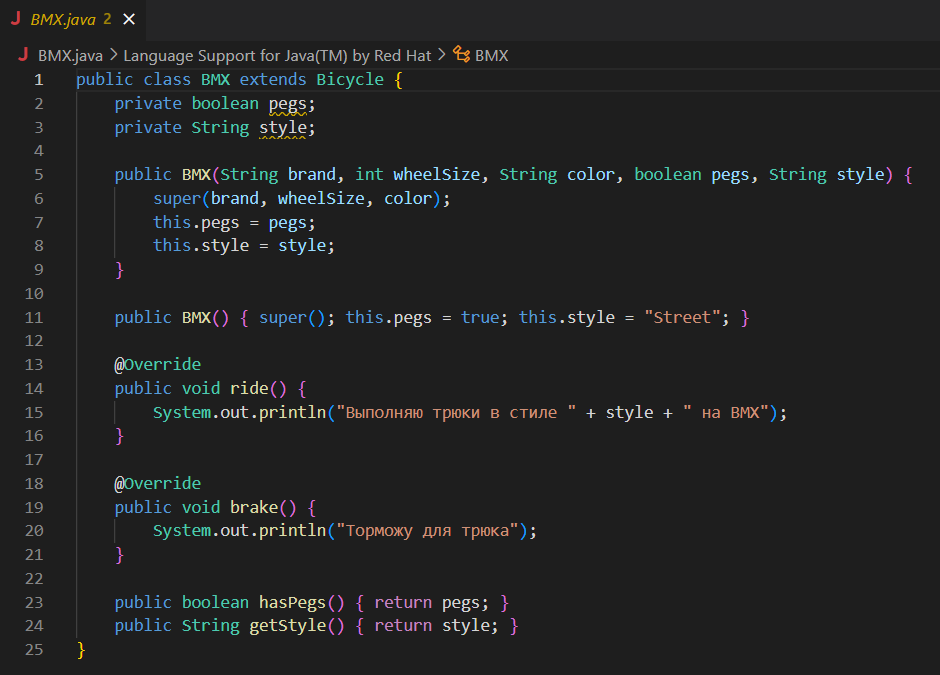 J BMX.java 2 ×
J BMX.java > Language Support for Java(TM) by Red Hat > BMX
1 public class BMX extends Bicycle {
2     private boolean pegs;
3     private String style;
4
5     public BMX(String brand, int wheelSize, String color, boolean pegs, String style) {
6         super(brand, wheelSize, color);
7         this.pegs = pegs;
8         this.style = style;
9     }
10
11     public BMX() { super(); this.pegs = true; this.style = "Street"; }
12
13     @Override
14     public void ride() {
15         System.out.println("Выполняю трюки в стиле " + style + " на BMX");
16     }
17
18     @Override
19     public void brake() {
20         System.out.println("Торможу для трюка");
21     }
22
23     public boolean hasPegs() { return pegs; }
24     public String getStyle() { return style; }
25 }